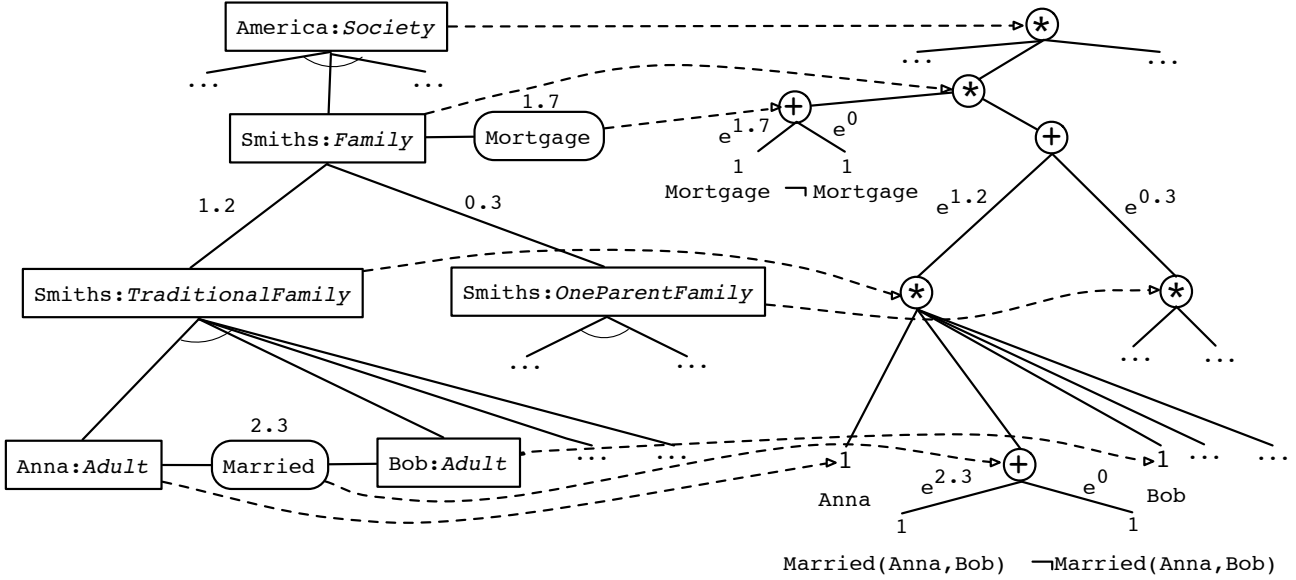 America:Society
*
...
...
...
...
1.7
*
Smiths:Family
Mortgage
+
e^1.7
e^0
+
1
1
Mortgage
¬Mortgage
1.2
0.3
e^1.2
e^0.3
Smiths:TraditionalFamily
Smiths:OneParentFamily
*
*
...
...
...
...
2.3
Anna:Adult
Married
Bob:Adult
...
...
1
+
1
...
...
e^2.3
e^0
Anna
Bob
1
1
Married(Anna,Bob)
¬Married(Anna,Bob)